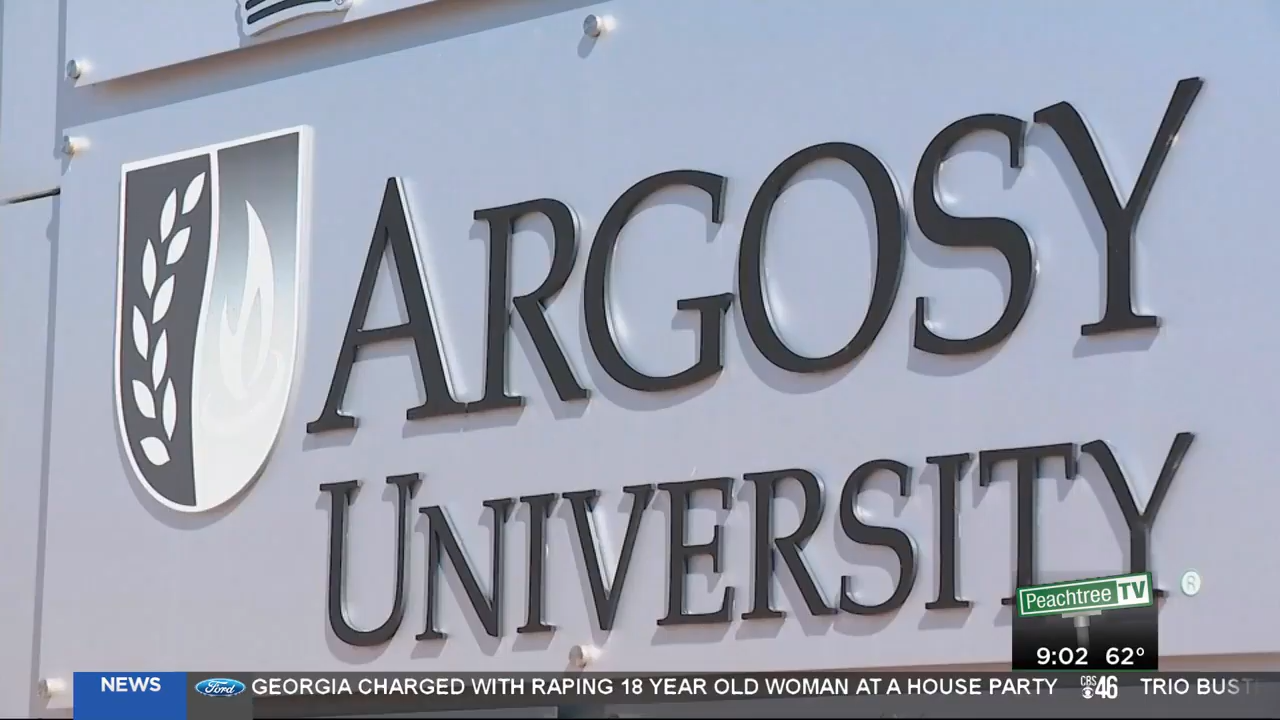 ARGOSY
UNIVERSITY
®
Peachtree TV
9:02 62°
NEWS
Ford GEORGIA CHARGED WITH RAPING 18 YEAR OLD WOMAN AT A HOUSE PARTY CBS 46 TRIO BUST